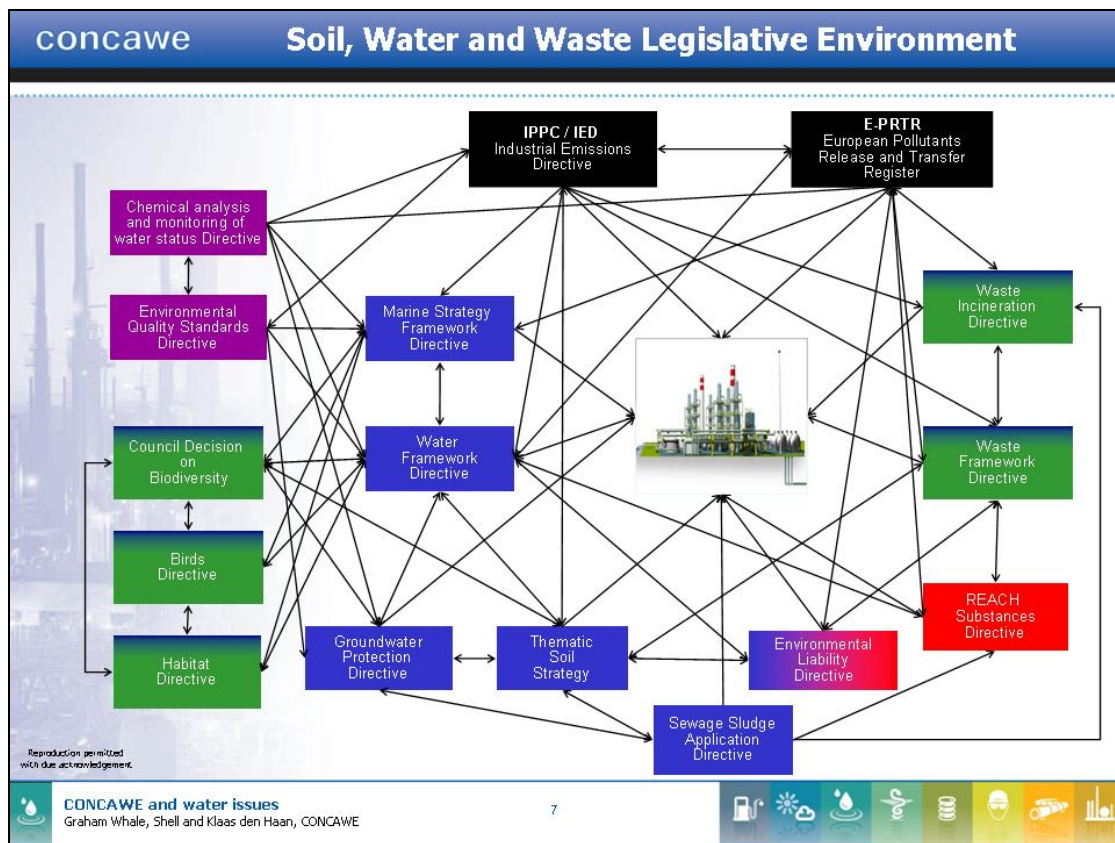 concawe
Soil, Water and Waste Legislative Environment
IPPC / IED
Industrial Emissions
Directive
E-PRTR
European Pollutants
Release and Transfer
Register
Chemical analysis
and monitoring of
water status Directive
Environmental
Quality Standards
Directive
Marine Strategy
Framework
Directive
Waste
Incineration
Directive
Council Decision
on
Biodiversity
Water
Framework
Directive
Waste
Framework
Directive
Birds
Directive
REACH
Substances
Directive
Habitat
Directive
Groundwater
Protection
Directive
Thematic
Soil
Strategy
Environmental
Liability
Directive
Sewage Sludge
Application
Directive
Reproduction permitted
with due acknowledgement
CONCAWE and water issues
Graham Whale, Shell and Klaas den Haan, CONCAWE
7